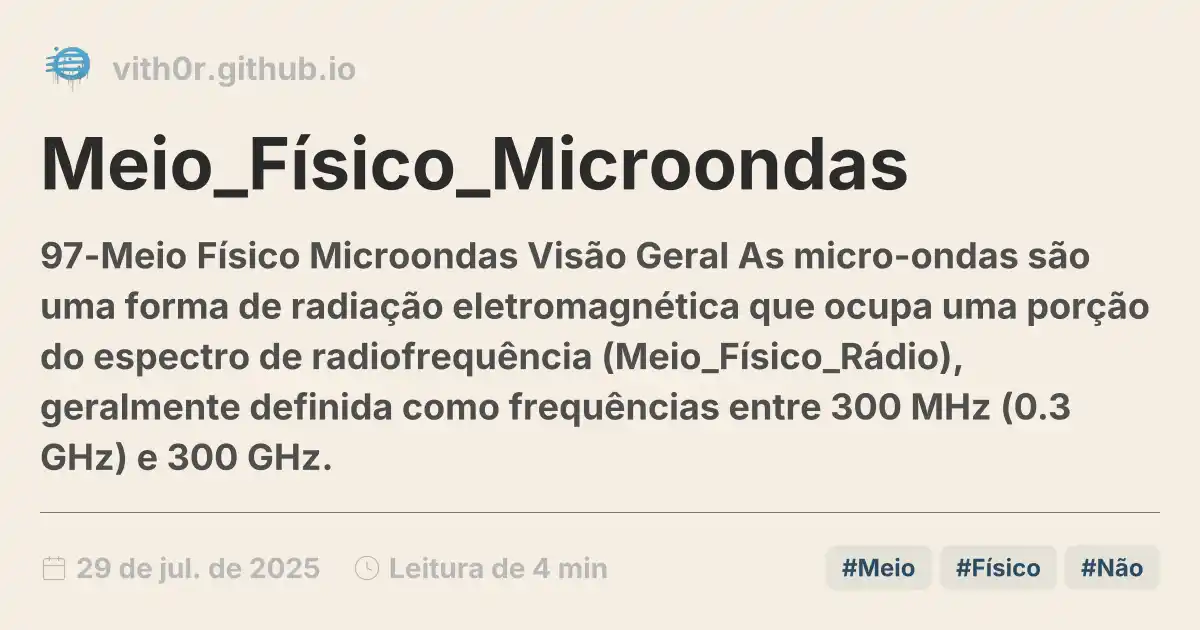 vith0r.github.io
Meio_Físico_Microondas
97-Meio Físico Microondas Visão Geral As micro-ondas são
uma forma de radiação eletromagnética que ocupa uma porção
do espectro de radiofrequência (Meio_Físico_Rádio),
geralmente definida como frequências entre 300 MHz (0.3
GHz) e 300 GHz.
29 de jul. de 2025 Leitura de 4 min #Meio #Físico #Não